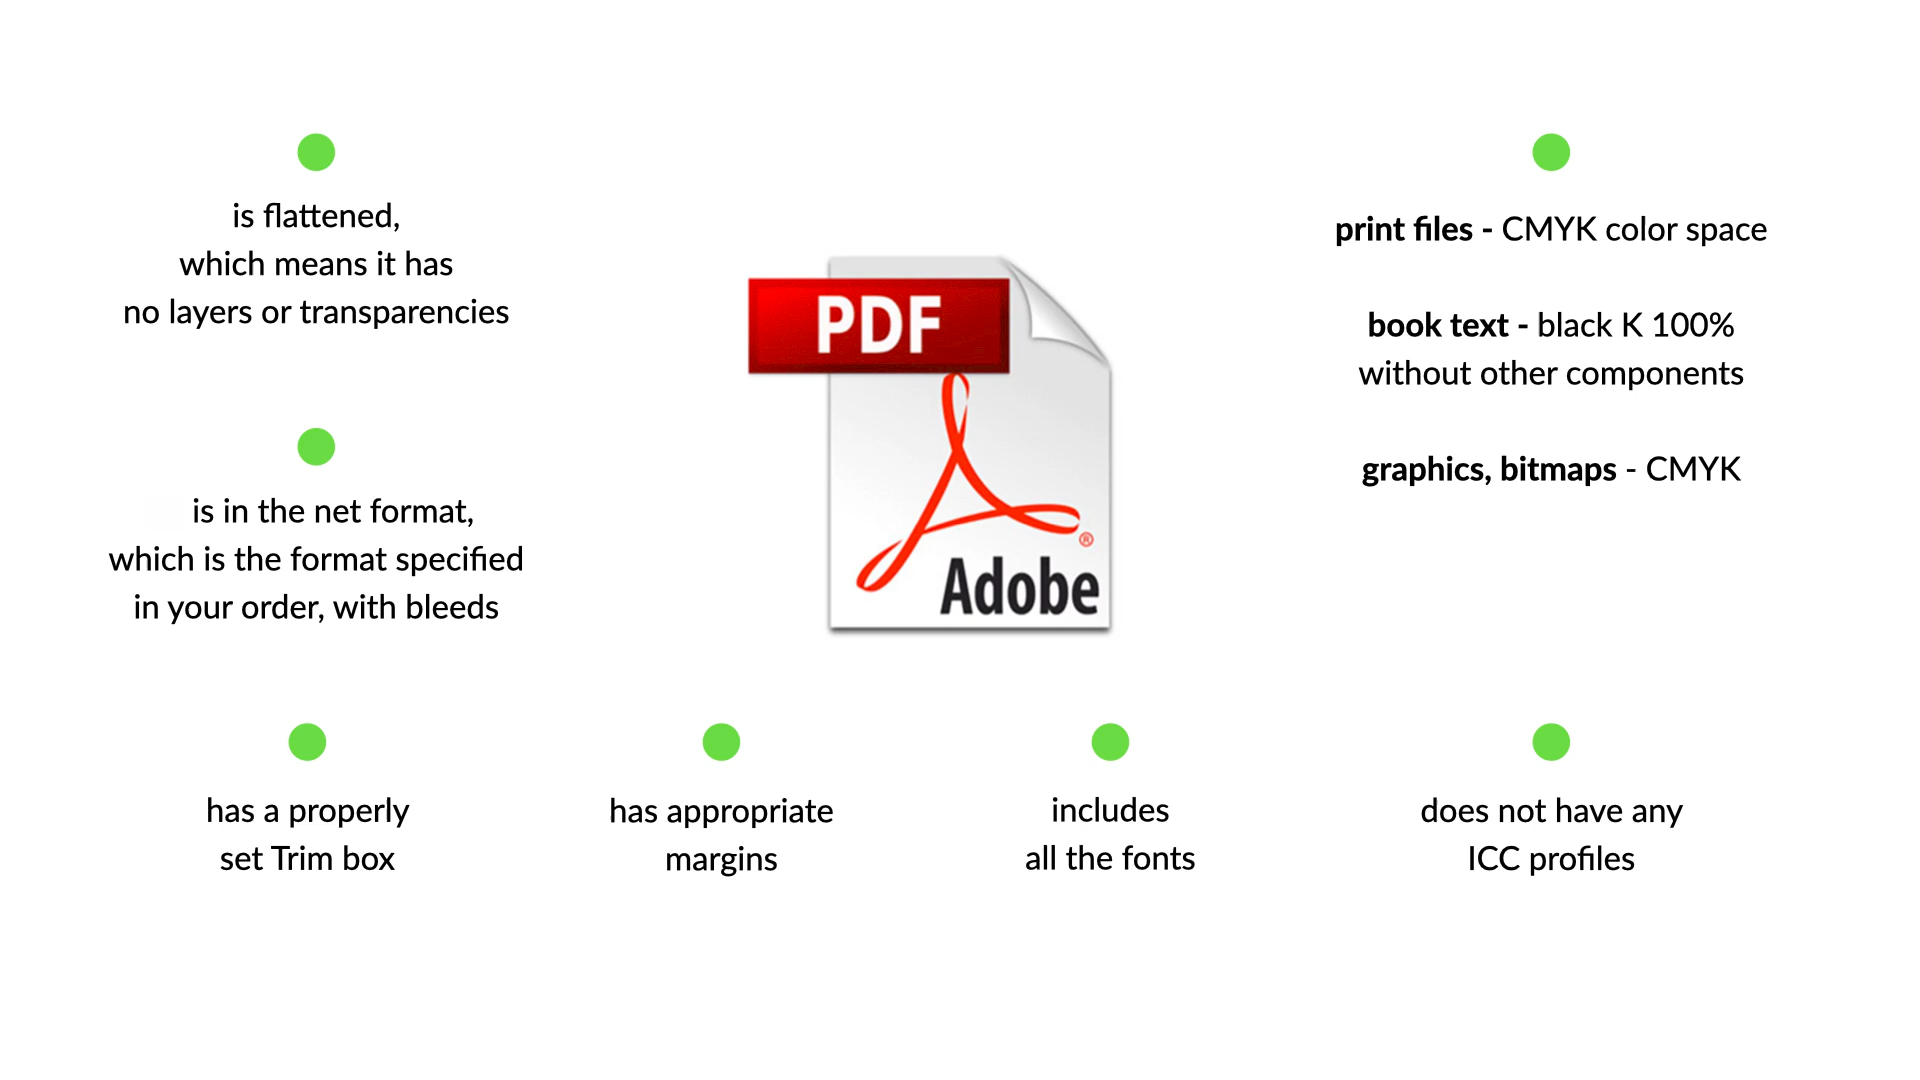 is flattened,
which means it has
no layers or transparencies
is in the net format,
which is the format specified
in your order, with bleeds
PDF
Adobe
®
print files - CMYK color space
book text - black K 100%
without other components
graphics, bitmaps - CMYK
has a properly
set Trim box
has appropriate
margins
includes
all the fonts
does not have any
ICC profiles